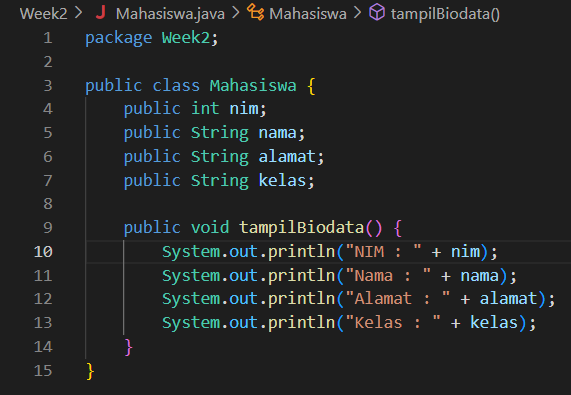 Week2 > Mahasiswa.java > Mahasiswa > tampilBiodata()
1 package Week2;
2
3 public class Mahasiswa {
4     public int nim;
5     public String nama;
6     public String alamat;
7     public String kelas;
8
9     public void tampilBiodata() {
10         System.out.println("NIM : " + nim);
11         System.out.println("Nama : " + nama);
12         System.out.println("Alamat : " + alamat);
13         System.out.println("Kelas : " + kelas);
14     }
15 }